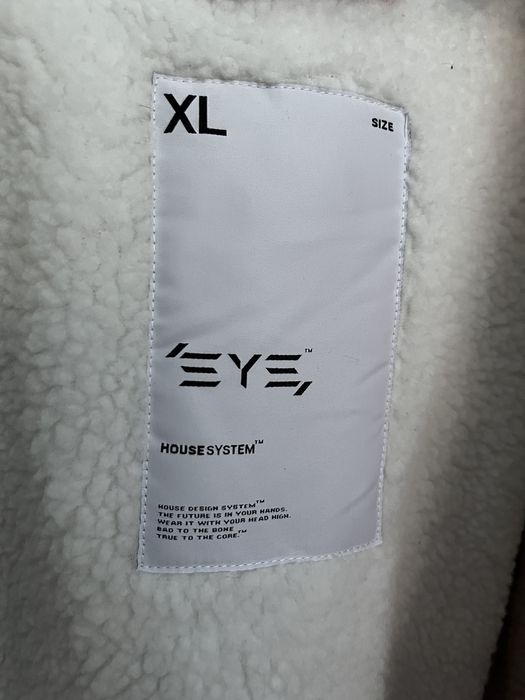 XL SIZE
'EYE,™
HOUSESYSTEM™
HOUSE DESIGN SYSTEM™
THE FUTURE IS IN YOUR HANDS.
WEAR IT WITH YOUR HEAD HIGH.
BAD TO THE BONE™
TRUE TO THE CORE.